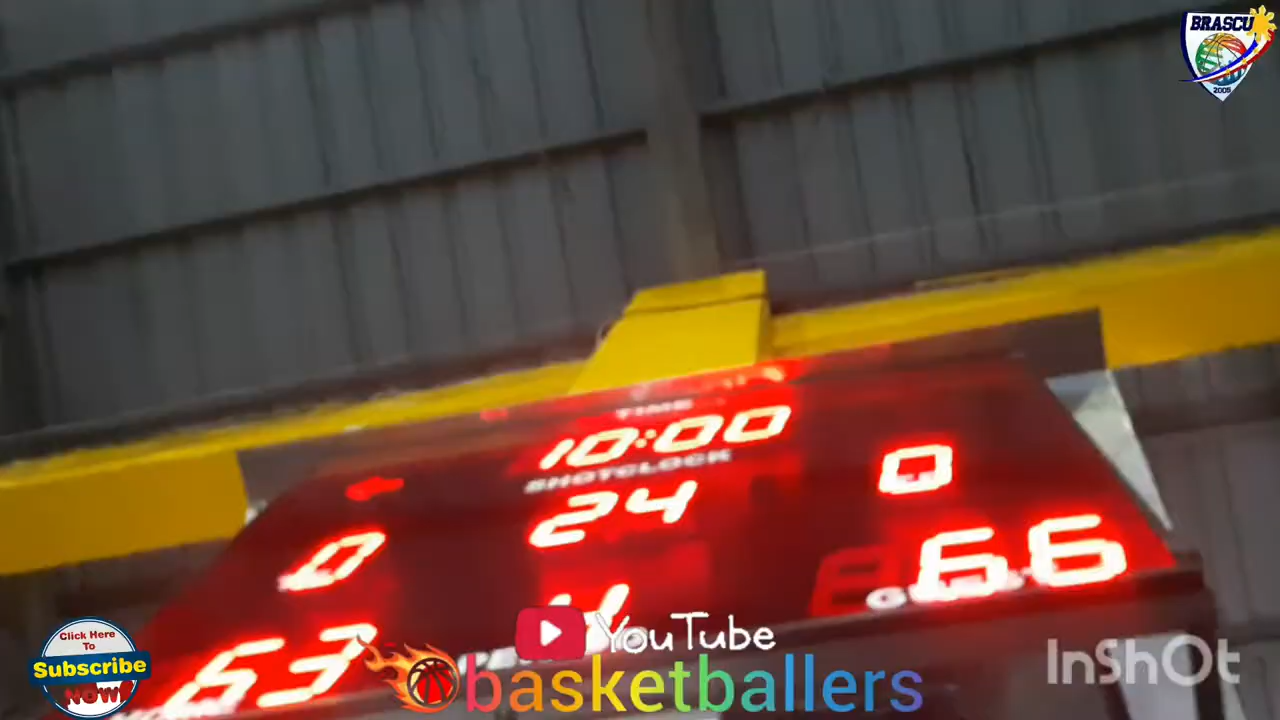 BRASCU
2005
TIME
10:00
SHOTCLOCK
24
0
0
4
63
66
Click Here
To
Subscribe
NOW!
YouTube
basketballers
InShOt